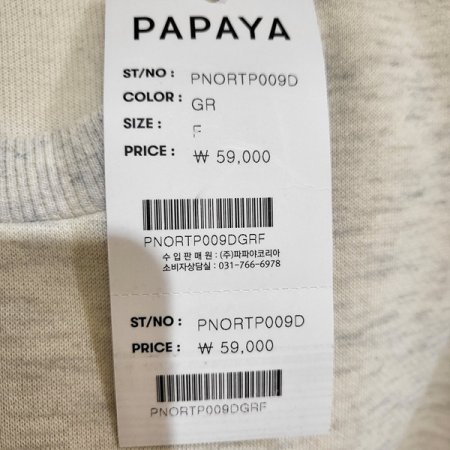 PAPAYA
ST/NO : PNORTP009D
COLOR : GR
SIZE : F
PRICE : ₩ 59,000
PNORTP009DGRF
수 입 판 매 원 : (주)파파야코리아
소비자상담실 : 031-766-6978
ST/NO : PNORTP009D
PRICE : ₩ 59,000
PNORTP009DGRF